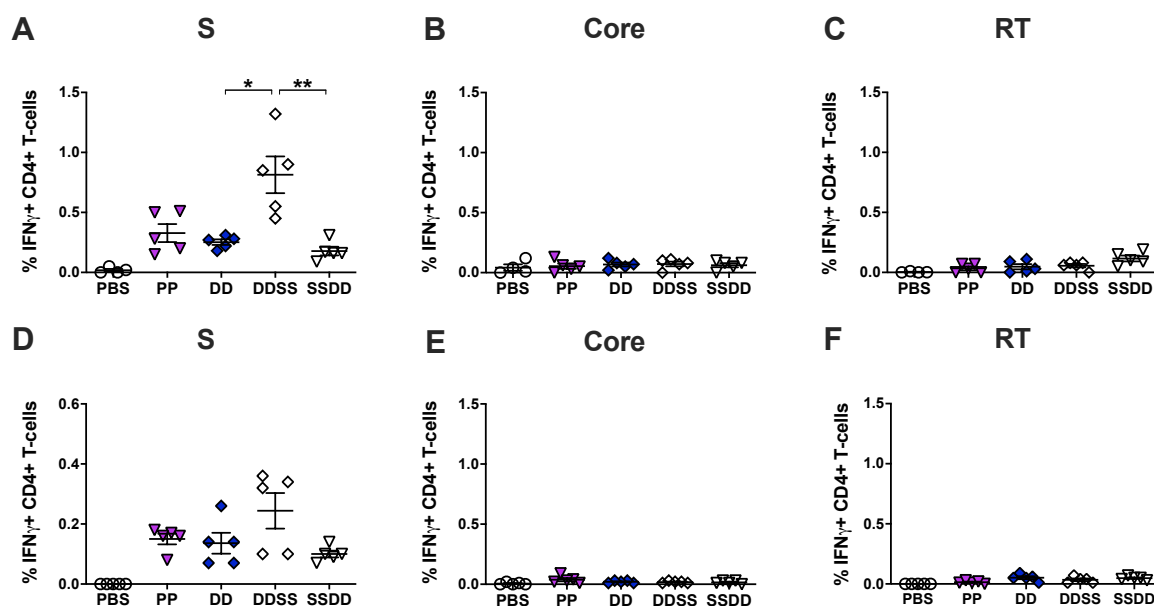 A S
B Core
C RT
* **
% IFNγ+ CD4+ T-cells
1.5
1.0
0.5
0.0
PBS PP DD DDSS SSDD
% IFNγ+ CD4+ T-cells
1.5
1.0
0.5
0.0
PBS PP DD DDSS SSDD
% IFNγ+ CD4+ T-cells
1.5
1.0
0.5
0.0
PBS PP DD DDSS SSDD
D S
E Core
F RT
% IFNγ+ CD4+ T-cells
0.6
0.4
0.2
0.0
PBS PP DD DDSS SSDD
% IFNγ+ CD4+ T-cells
1.5
1.0
0.5
0.0
PBS PP DD DDSS SSDD
% IFNγ+ CD4+ T-cells
1.5
1.0
0.5
0.0
PBS PP DD DDSS SSDD